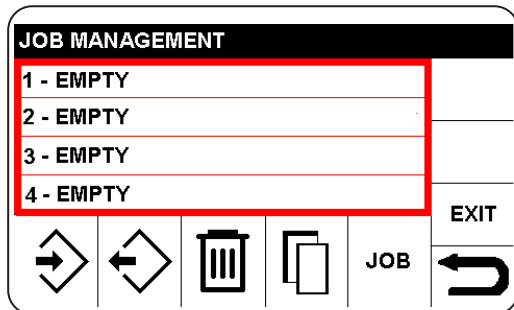 JOB MANAGEMENT
1 - EMPTY
2 - EMPTY
3 - EMPTY
4 - EMPTY
EXIT
JOB